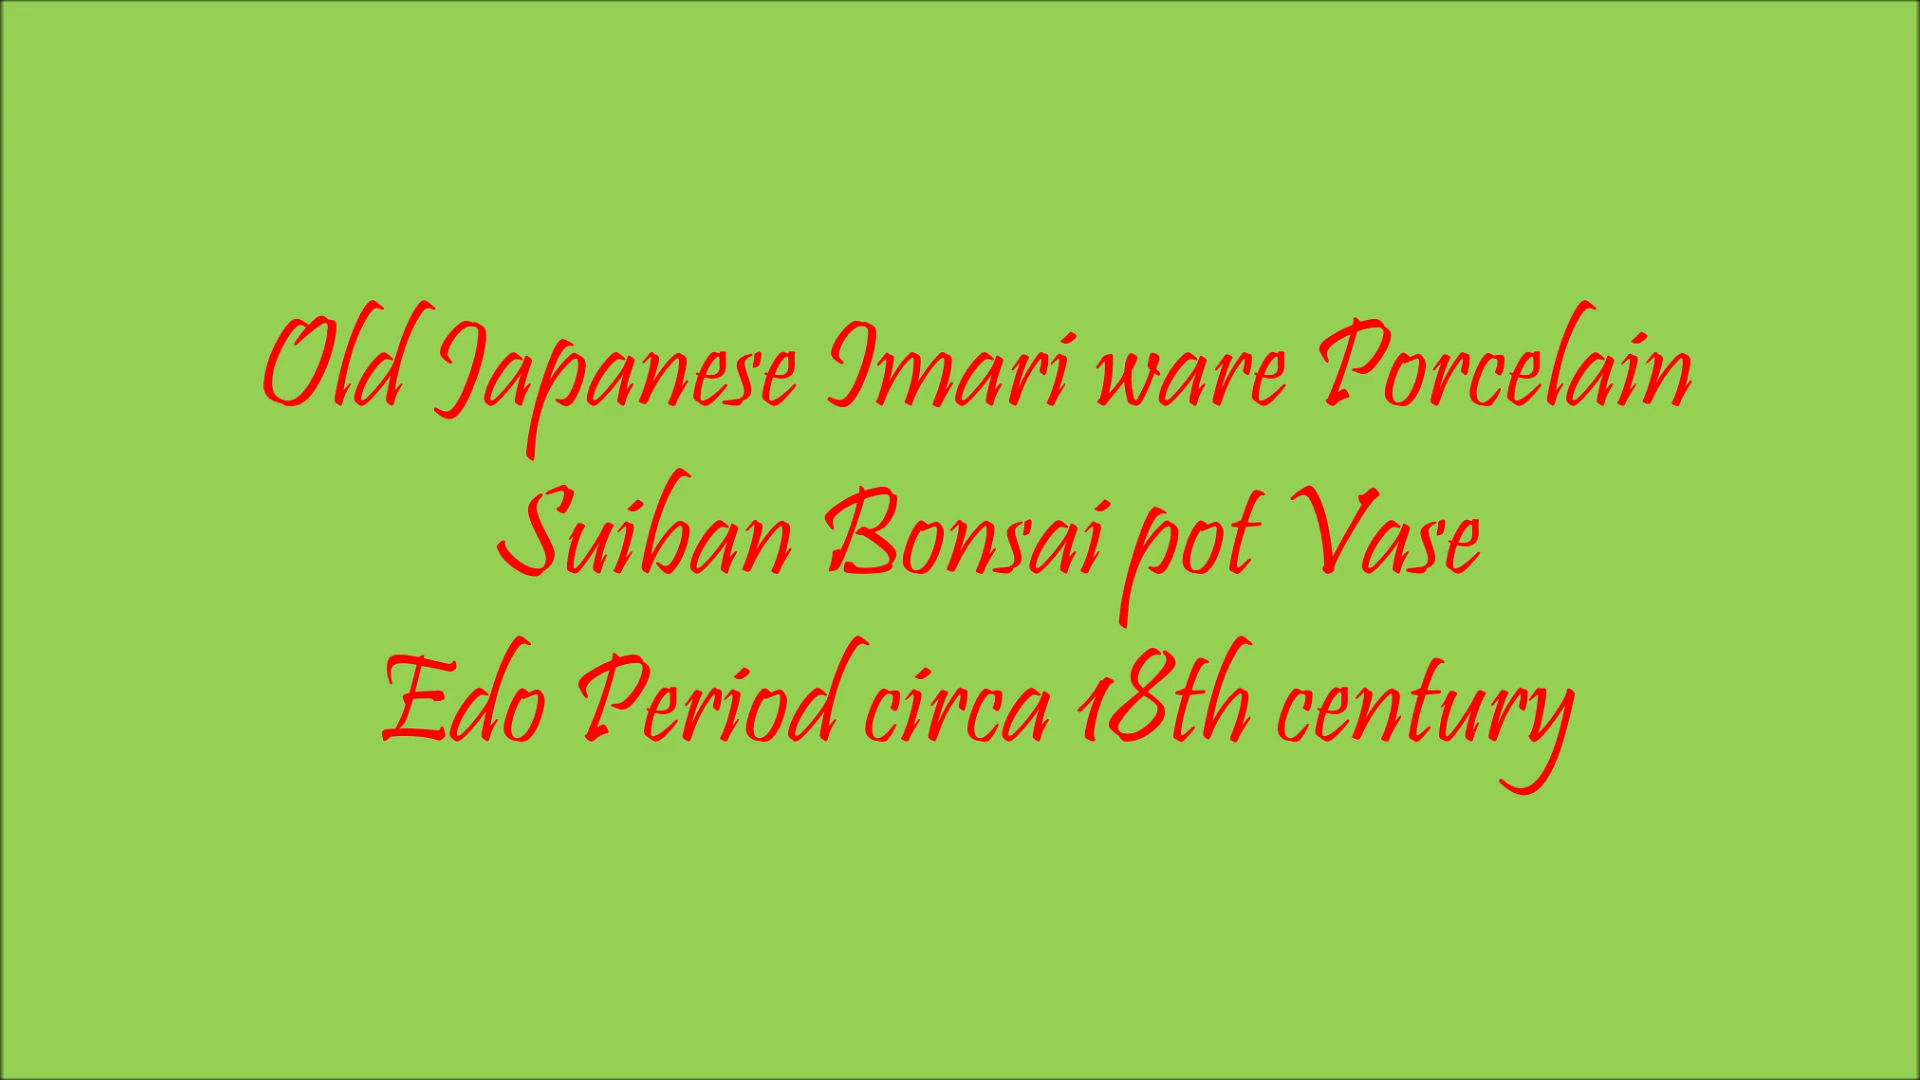 Old Japanese Imari ware Porcelain
Suiban Bonsai pot Vase
Edo Period circa 18th century